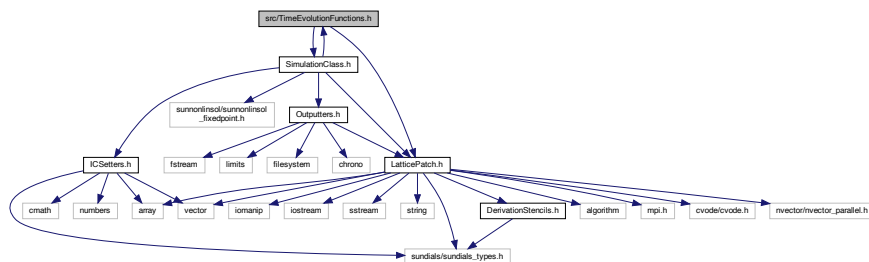 src/TimeEvolutionFunctions.h
SimulationClass.h
sunnonlinsol/sunnonlinsol
_fixedpoint.h
Outputters.h
ICSetters.h
fstream
limits
filesystem
chrono
LatticePatch.h
cmath
numbers
array
vector
iomanip
iostream
sstream
string
DerivationStencils.h
algorithm
mpi.h
cvode/cvode.h
nvector/nvector_parallel.h
sundials/sundials_types.h